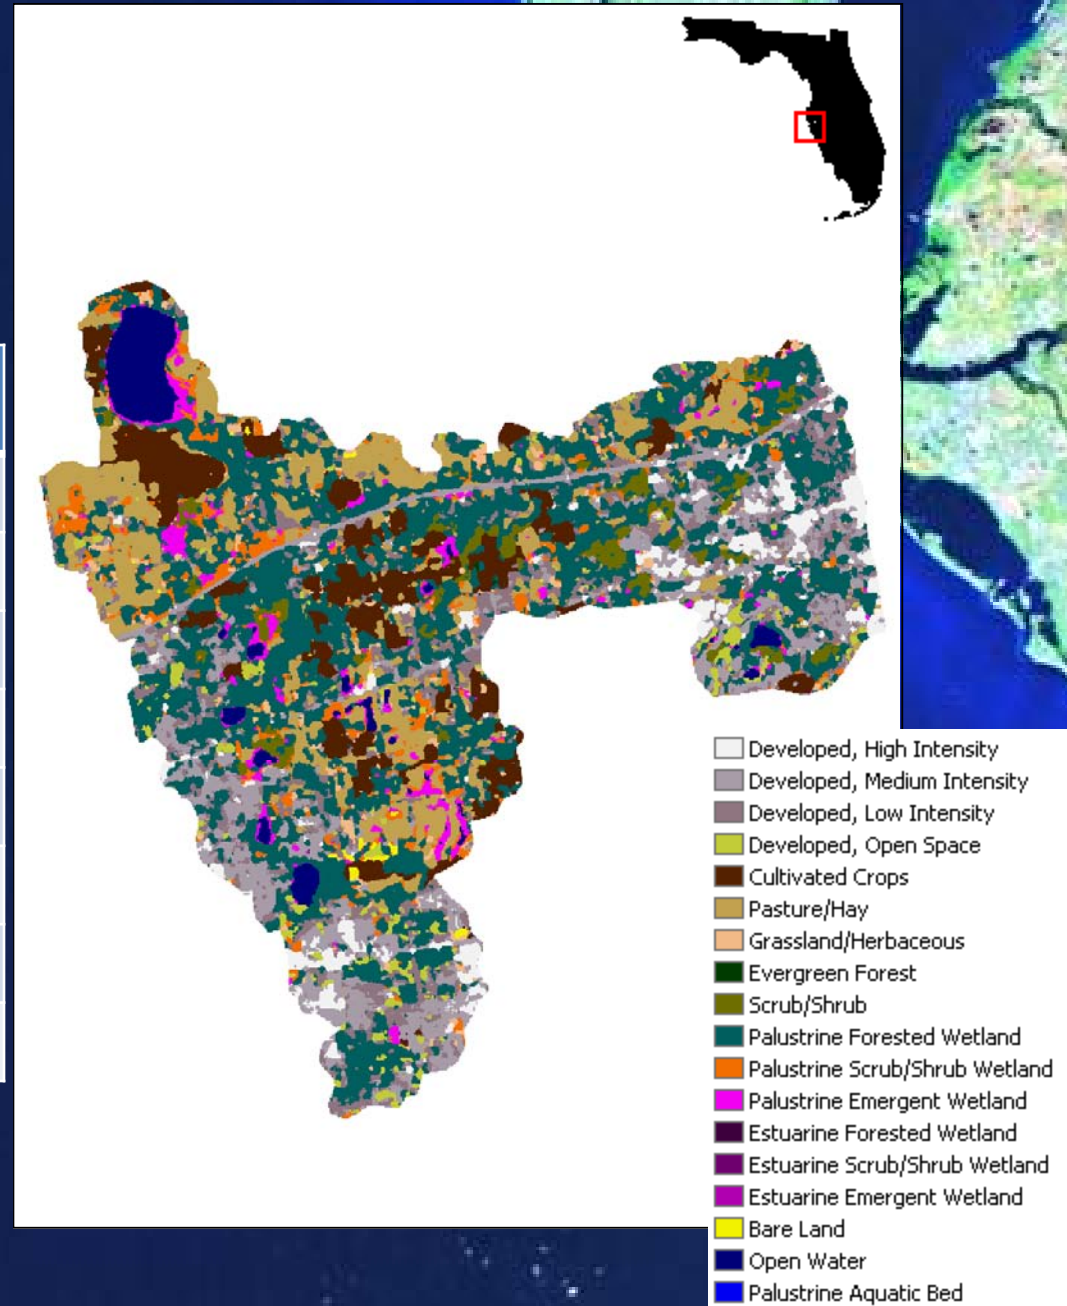 Developed, High Intensity
Developed, Medium Intensity
Developed, Low Intensity
Developed, Open Space
Cultivated Crops
Pasture/Hay
Grassland/Herbaceous
Evergreen Forest
Scrub/Shrub
Palustrine Forested Wetland
Palustrine Scrub/Shrub Wetland
Palustrine Emergent Wetland
Estuarine Forested Wetland
Estuarine Scrub/Shrub Wetland
Estuarine Emergent Wetland
Bare Land
Open Water
Palustrine Aquatic Bed